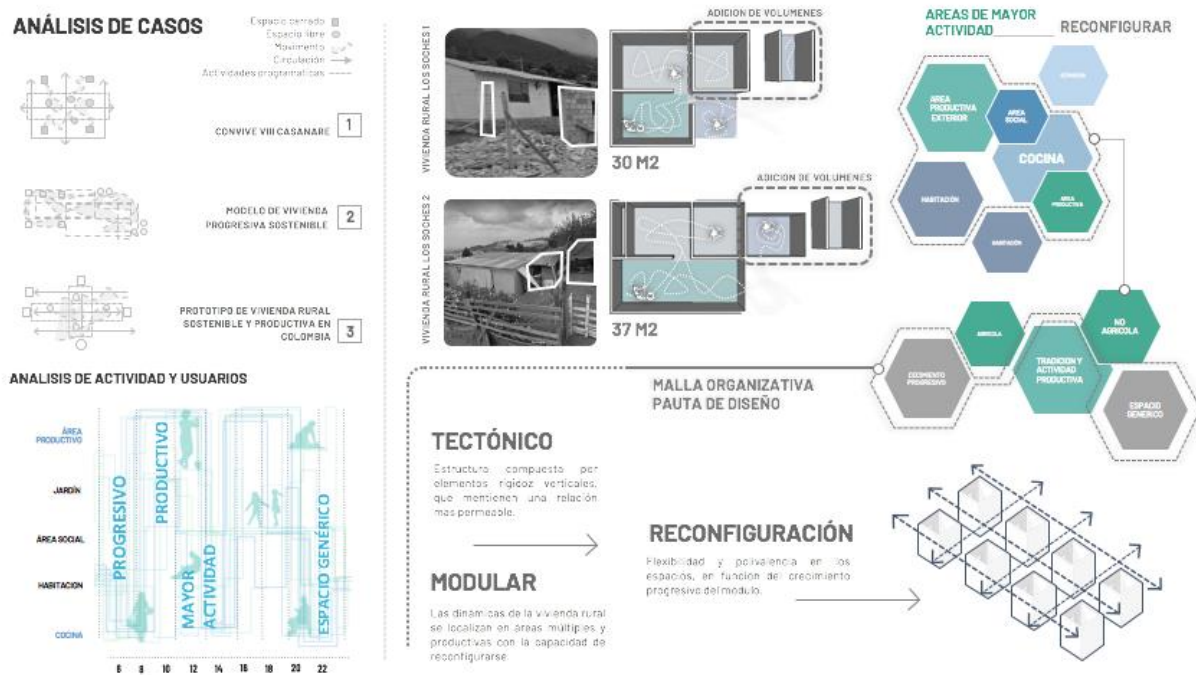 ANÁLISIS DE CASOS
Espacio cerrado
Espacio libre
Movimento
Circulación
Actividades programaticas
CONVIVE VIII CASANARE
1
MODELO DE VIVIENDA
PROGRESIVA SOSTENIBLE
2
PROTOTIPO DE VIVIENDA RURAL
SOSTENIBLE Y PRODUCTIVA EN
COLOMBIA
3
ANALISIS DE ACTIVIDAD Y USUARIOS
ÁREA
PRODUCTIVO
JARDÍN
ÁREA SOCIAL
HABITACION
COCINA
PROGRESIVO
PRODUCTIVO
MAYOR
ACTIVIDAD
ESPACIO GENÉRICO
6 8 10 12 14 16 18 20 22
VIVIENDA RURAL LOS SOCHES 1
ADICION DE VOLUMENES
30 M2
VIVIENDA RURAL LOS SOCHES 2
ADICION DE VOLUMENES
37 M2
AREAS DE MAYOR
ACTIVIDAD
RECONFIGURAR
AREA
PRODUCTIVA
EXTERIOR
AREA
SOCIAL
COCINA
HABITACIÓN
AREA
PRODUCTIVA
HABITACIÓN
AGRICOLA
NO
AGRICOLA
TRADICION Y
ACTIVIDAD
PRODUCTIVA
PROGRESIVO
ESPACIO
GENERICO
MALLA ORGANIZATIVA
PAUTA DE DISEÑO
TECTÓNICO
Estructura compuesta por
elementos rigidoz verticales,
que mentienen una relación
mas permeable.
MODULAR
Las dinamicas de la vivienda rural
se localizan en areas múltiples y
productivas con la capacidad de
reconfigurarse
RECONFIGURACIÓN
Flexibilidad y polivalencia en los
espacios, en función del crecimiento
progresivo del modulo.